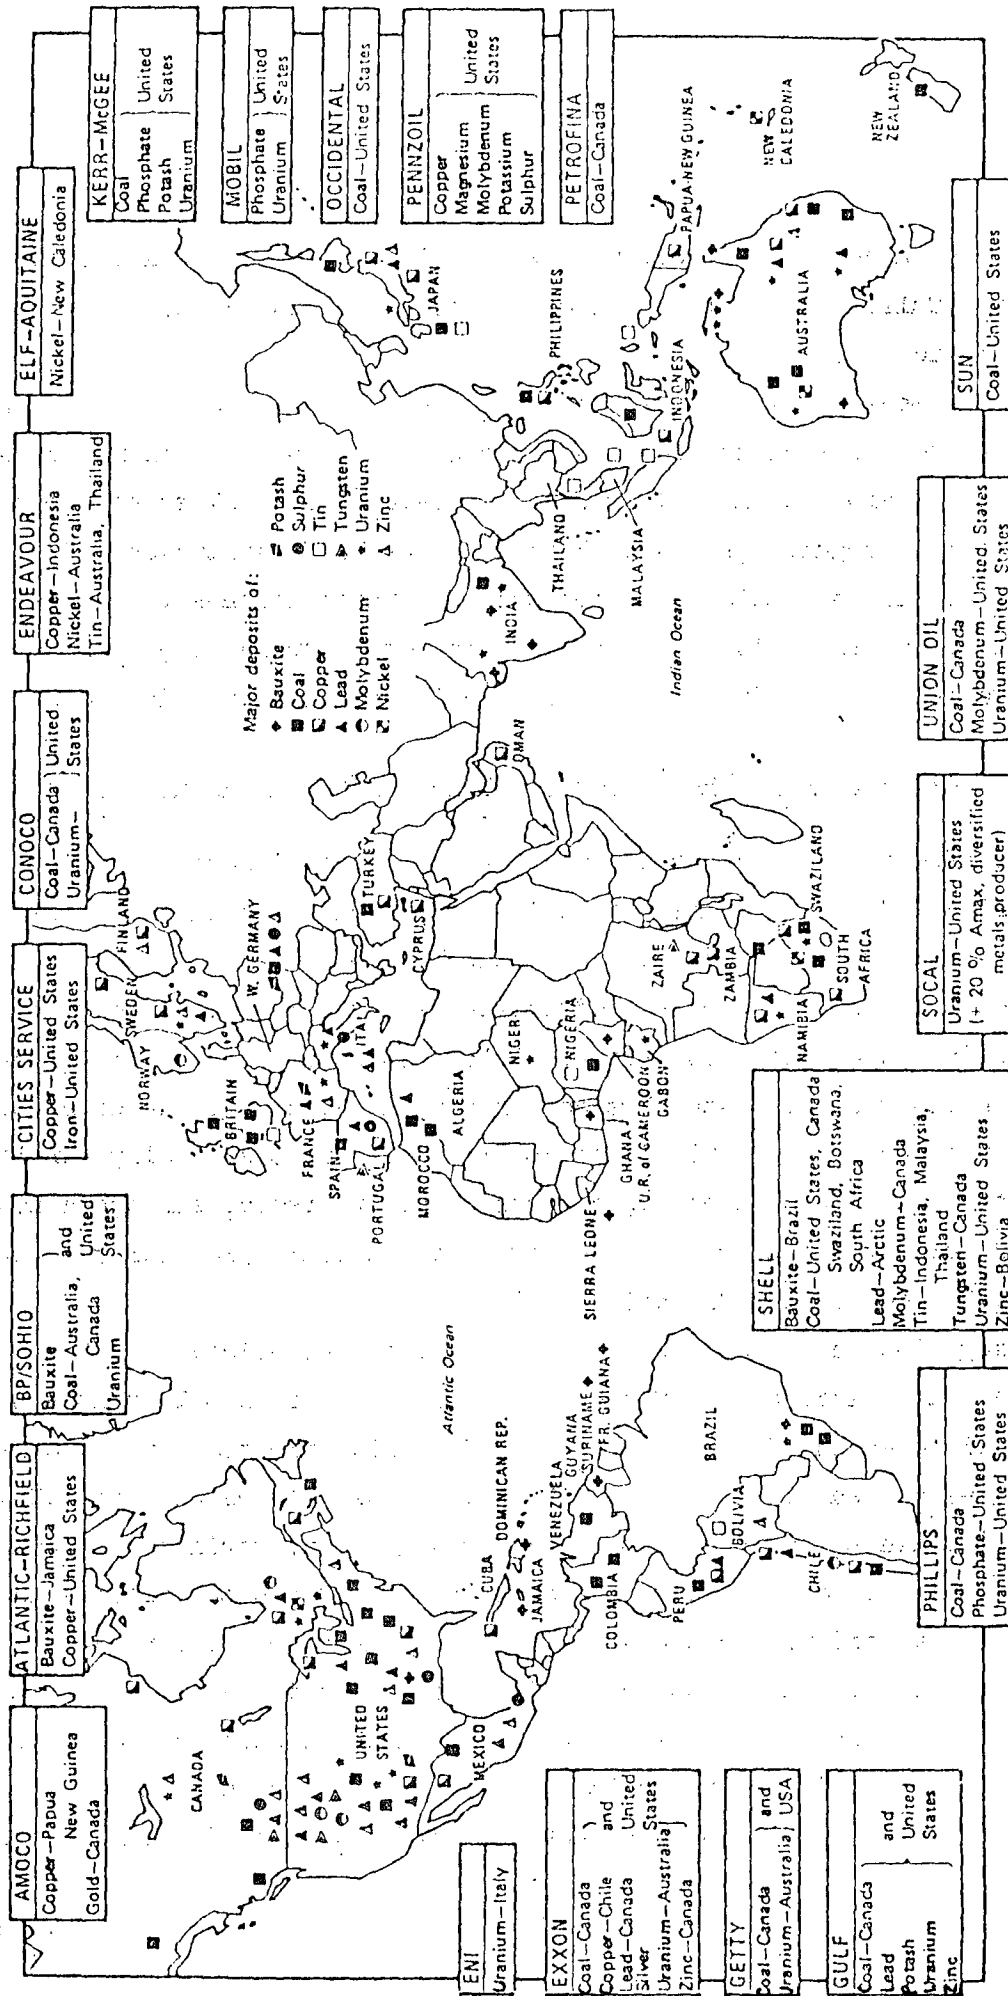 AMOCO
Copper–Papua
New Guinea
Gold–Canada
ATLANTIC-RICHFIELD
Bauxite–Jamaica
Copper–United States
BP/SOHIO
Bauxite
Coal–Australia,
Canada
Uranium
} and
United
States
CITIES SERVICE
Copper–United States
Iron–United States
CONOCO
Coal–Canada } United
Uranium– } States
ENDEAVOUR
Copper–Indonesia
Nickel–Australia
Tin–Australia, Thailand
ELF–AQUITAINE
Nickel–New Caledonia
KERR–McGEE
Coal
Phosphate
Potash
Uranium
} United
States
MOBIL
Phosphate } United
Uranium } States
OCCIDENTAL
Coal–United States
PENNZOIL
Copper
Magnesium
Molybdenum
Potassium
Sulphur
} United
States
PETROFINA
Coal–Canada
Major deposits of:
Bauxite
Coal
Copper
Lead
Molybdenum
Nickel
Potash
Sulphur
Tin
Tungsten
Uranium
Zinc
CANADA
UNITED
STATES
MEXICO
CUBA
DOMINICAN REP.
JAMAICA
VENEZUELA
GUYANA
SURINAME
FR. GUIANA
COLOMBIA
PERU
BRAZIL
BOLIVIA
CHILE
Atlantic Ocean
NORWAY
SWEDEN
FINLAND
BRITAIN
W. GERMANY
FRANCE
SPAIN
PORTUGAL
ITALY
TURKEY
CYPRUS
MOROCCO
ALGERIA
NIGER
NIGERIA
SIERRA LEONE
GHANA
U.R. of CAMEROON
GABON
ZAIRE
ZAMBIA
NAMIBIA
SWAZILAND
SOUTH
AFRICA
OMAN
INDIA
Indian Ocean
THAILAND
MALAYSIA
PHILIPPINES
INDONESIA
JAPAN
PAPUA-NEW GUINEA
AUSTRALIA
NEW
CALEDONIA
NEW
ZEALAND
ENI
Uranium–Italy
EXXON
Coal–Canada
Copper–Chile
Lead–Canada
Silver
Uranium–Australia
Zinc–Canada
} and
United
States
GETTY
Coal–Canada } and
Uranium–Australia } USA
GULF
Coal–Canada
Lead
Potash
Uranium
Zinc
} and
United
States
PHILLIPS
Coal–Canada
Phosphate–United States
Uranium–United States
SHELL
Bauxite–Brazil
Coal–United States, Canada
Swaziland, Botswana,
South Africa
Lead–Arctic
Molybdenum–Canada
Tin–Indonesia, Malaysia,
Thailand
Tungsten–Canada
Uranium–United States
Zinc–Bolivia
SOCAL
Uranium–United States
(+ 20 % Amax, diversified
metals producer)
UNION OIL
Coal–Canada
Molybdenum–United States
Uranium–United States
SUN
Coal–United States